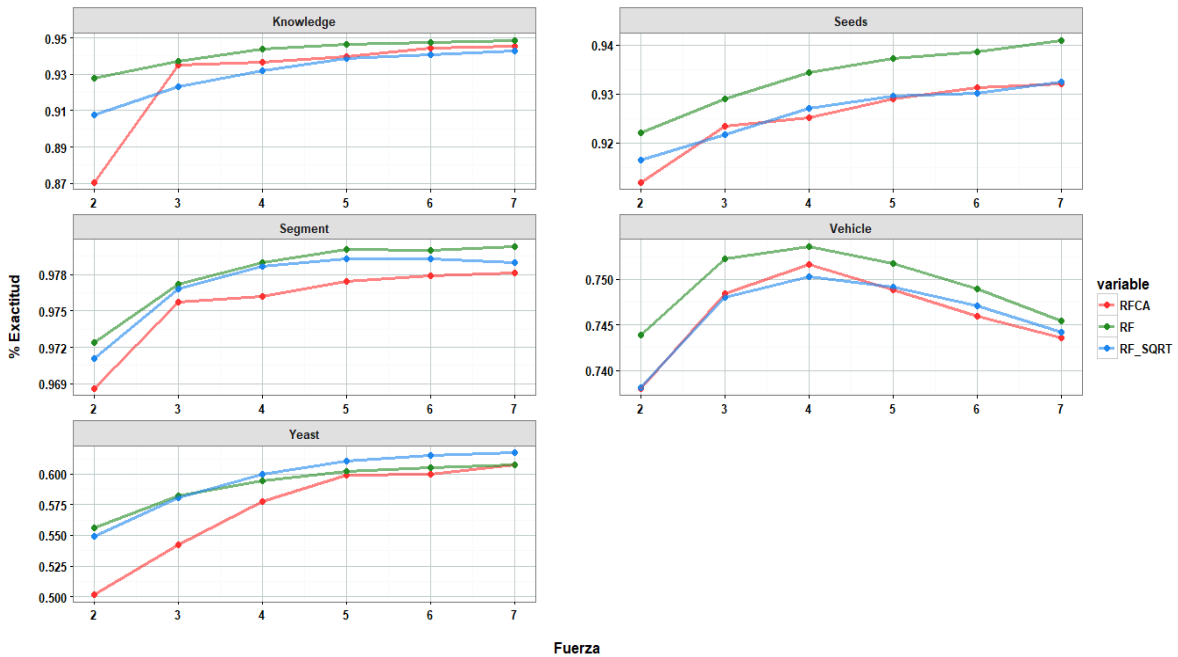 Knowledge
0.95
0.93
0.91
0.89
0.87
2 3 4 5 6 7
Seeds
0.94
0.93
0.92
2 3 4 5 6 7
Segment
0.978
0.975
0.972
0.969
2 3 4 5 6 7
Vehicle
0.750
0.745
0.740
2 3 4 5 6 7
Yeast
0.600
0.575
0.550
0.525
0.500
2 3 4 5 6 7
% Exactitud
Fuerza
variable
RFCA
RF
RF_SQRT